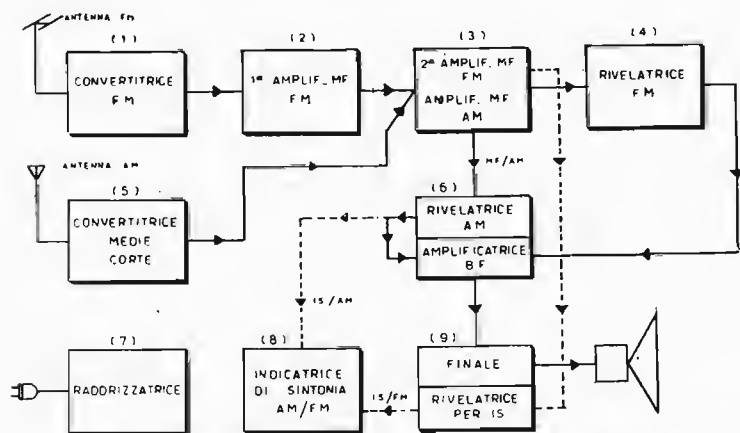 ANTENNA FM
(1)
CONVERTITRICE
FM
(2)
1ª AMPLIF. MF
FM
(3)
2ª AMPLIF. MF
FM
AMPLIF. MF
AM
(4)
RIVELATRICE
FM
ANTENNA AM
(5)
CONVERTITRICE
MEDIE
CORTE
MF/AM
(6)
RIVELATRICE
AM
AMPLIFICATRICE
BF
IS/AM
(7)
RADDRIZZATRICE
(8)
INDICATRICE
DI SINTONIA
AM/FM
IS/FM
(9)
FINALE
RIVELATRICE
PER IS